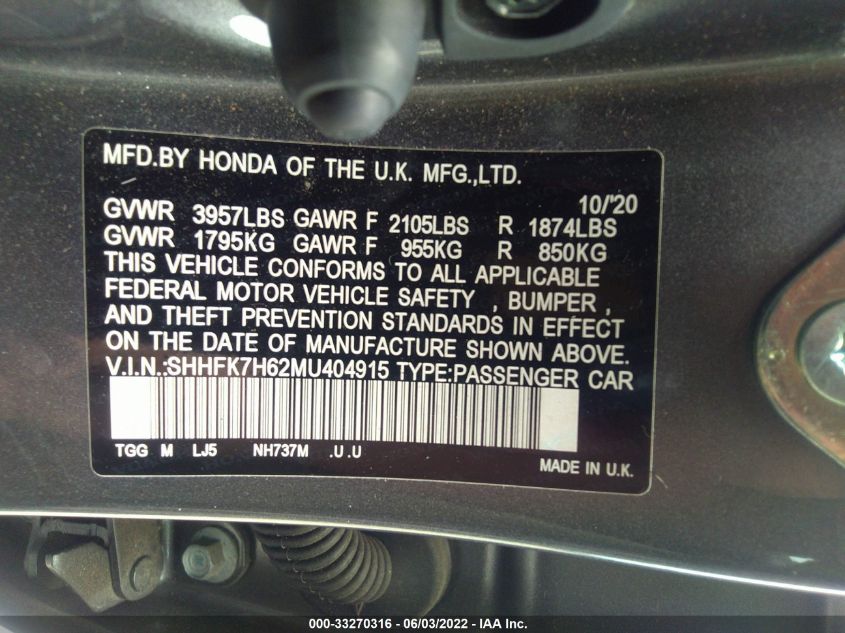 MFD.BY HONDA OF THE U.K. MFG.,LTD.
10/'20
GVWR 3957LBS GAWR F 2105LBS R 1874LBS
GVWR 1795KG GAWR F 955KG R 850KG
THIS VEHICLE CONFORMS TO ALL APPLICABLE
FEDERAL MOTOR VEHICLE SAFETY , BUMPER ,
AND THEFT PREVENTION STANDARDS IN EFFECT
ON THE DATE OF MANUFACTURE SHOWN ABOVE.
V.I.N.:SHHFK7H62MU404915 TYPE:PASSENGER CAR
TGG M LJ5 NH737M .U .U
MADE IN U.K.
000-33270316 - 06/03/2022 - IAA Inc.